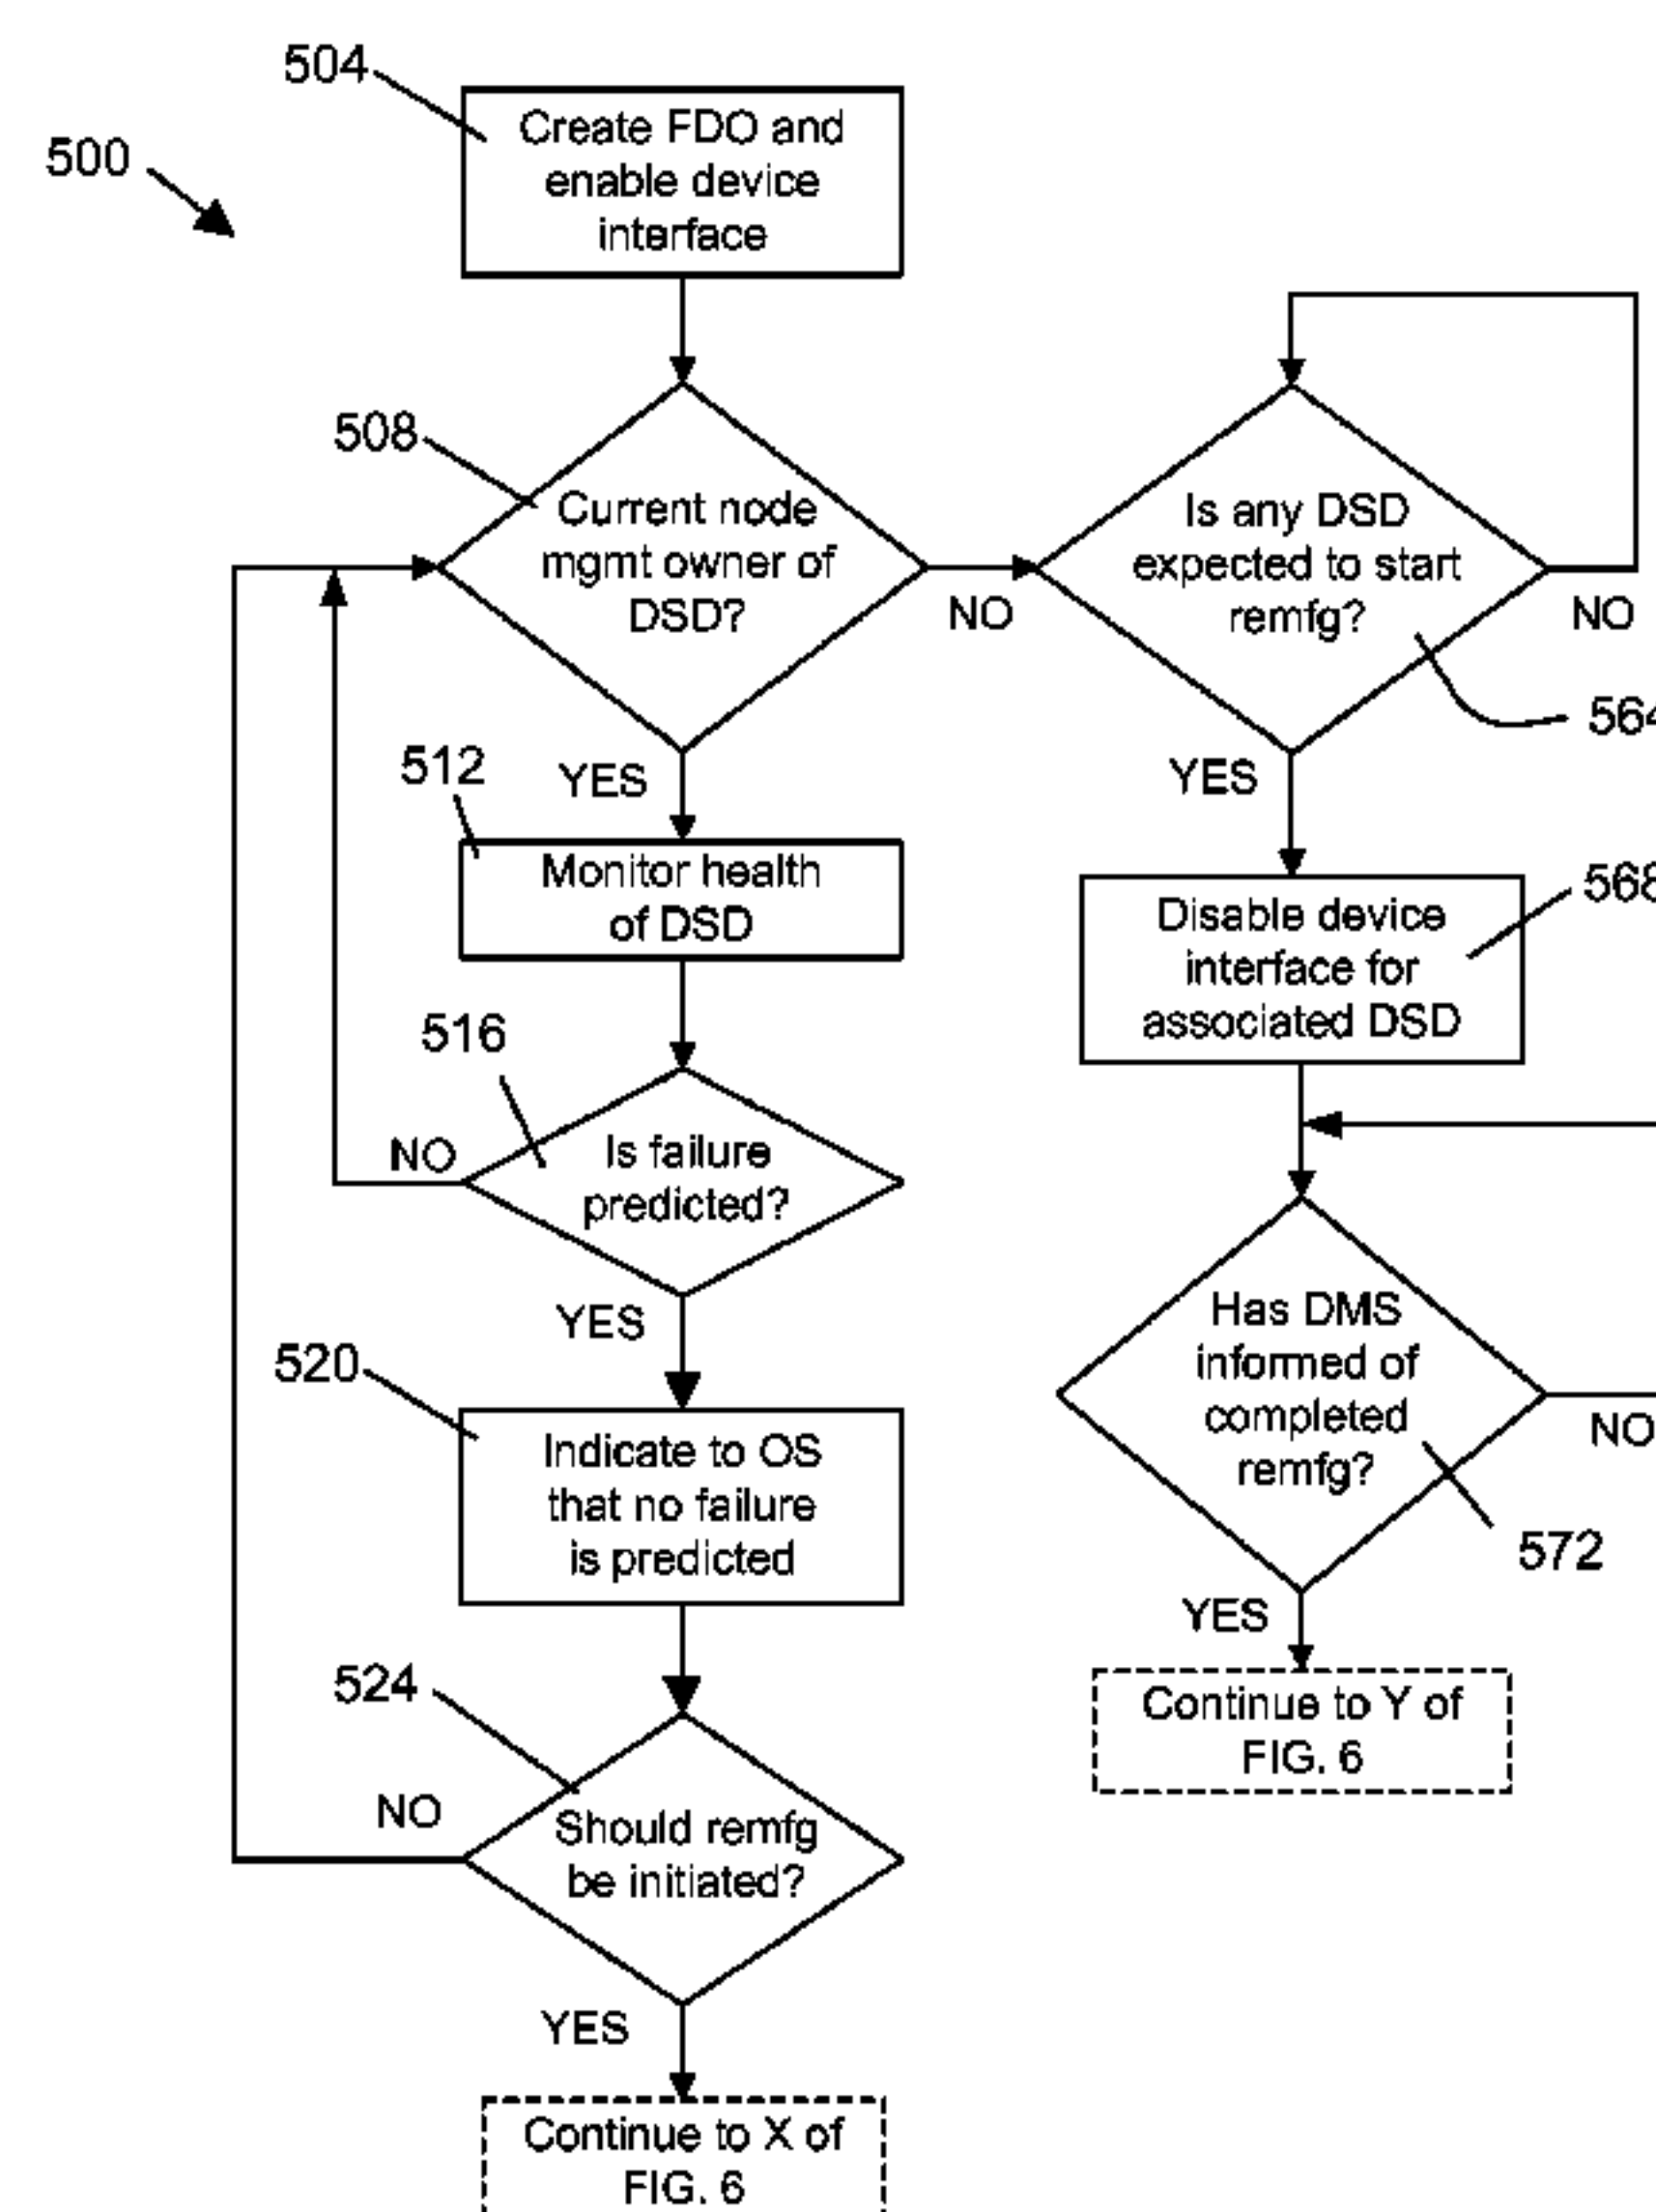 504
Create FDO and
enable device
interface
500
508
Current node
mgmt owner of
DSD?
NO
YES
Is any DSD
expected to start
remfg?
NO
564
YES
512
Monitor health
of DSD
568
Disable device
interface for
associated DSD
516
Is failure
predicted?
NO
YES
Has DMS
informed of
completed
remfg?
NO
572
YES
520
Indicate to OS
that no failure
is predicted
524
Should remfg
be initiated?
NO
YES
Continue to Y of
FIG. 6
Continue to X of
FIG. 6